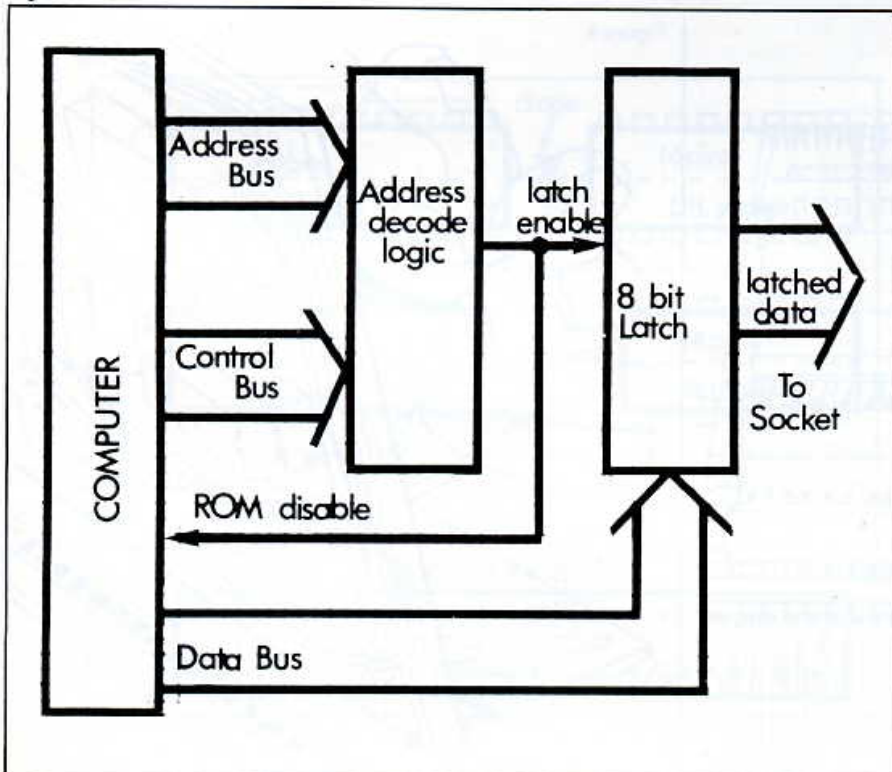 COMPUTER
Address
Bus
Control
Bus
ROM disable
Data Bus
Address
decode
logic
latch
enable
8 bit
Latch
latched
data
To
Socket